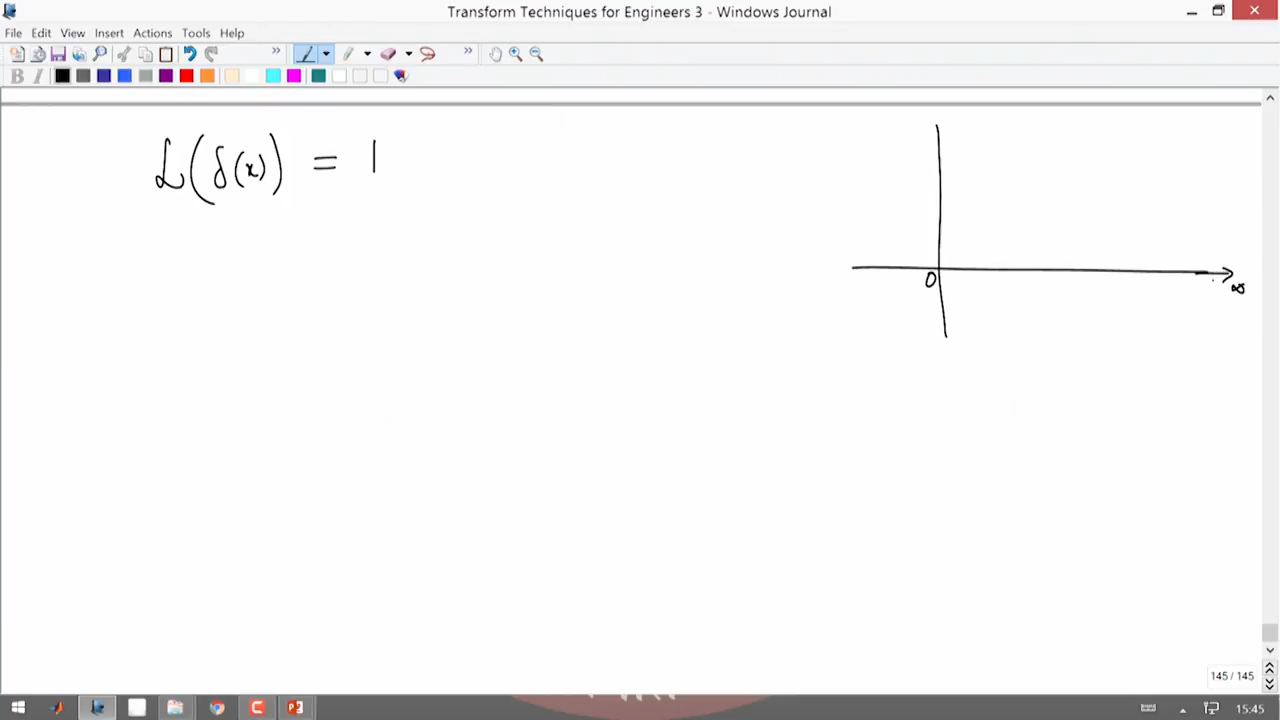 Transform Techniques for Engineers 3 - Windows Journal
File Edit View Insert Actions Tools Help
B I
ℒ(δ(x)) = 1
0
∞
145 / 145
15:45